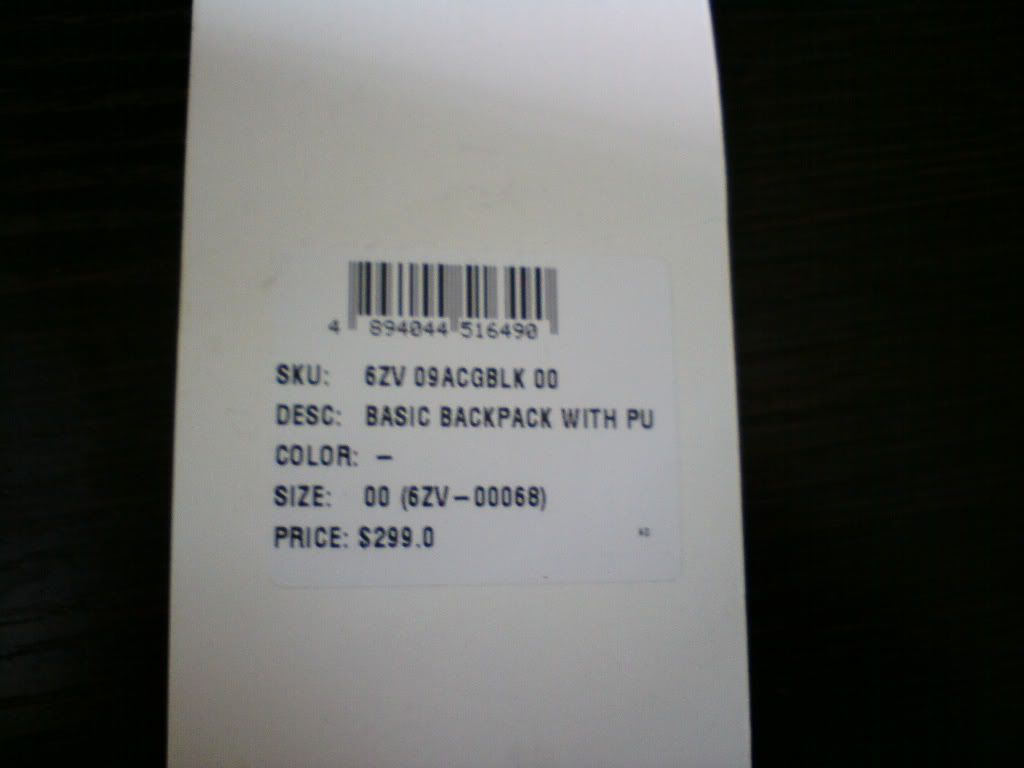 4 894044 516490
SKU: 6ZV 09ACGBLK 00
DESC: BASIC BACKPACK WITH PU
COLOR: –
SIZE: 00 (6ZV–00068)
PRICE: $299.0